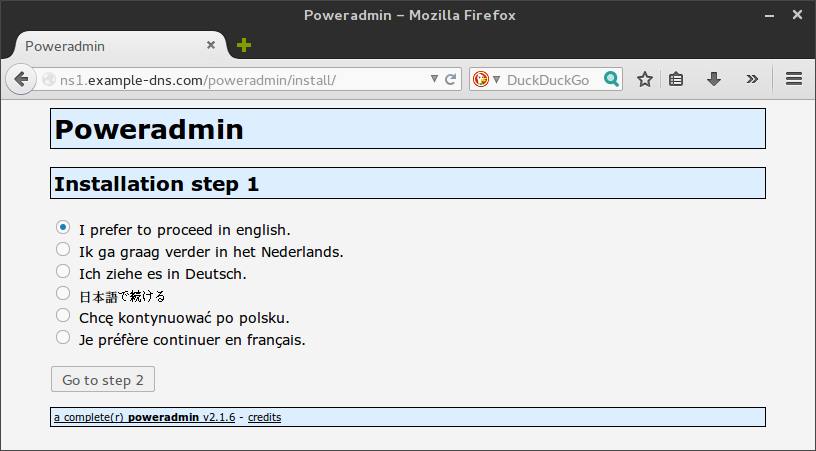 Poweradmin – Mozilla Firefox
Poweradmin
ns1.example-dns.com/poweradmin/install/
DuckDuckGo
Poweradmin
Installation step 1
I prefer to proceed in english.
Ik ga graag verder in het Nederlands.
Ich ziehe es in Deutsch.
日本語で続ける
Chcę kontynuować po polsku.
Je préfère continuer en français.
Go to step 2
a complete(r) poweradmin v2.1.6 - credits